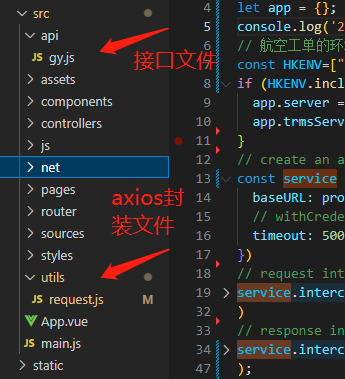 src
api
JS gy.js
接口文件
assets
components
controllers
js
net
pages
router
axios封
装文件
sources
styles
utils
JS request.js M
App.vue
JS main.js
static
4 let app = {};
5 console.log('2
6 // 航空工单的环
7 const HKENV=["
8 if (HKENV.incl
9 app.server =
10 app.trmsServ
11 }
12 // create an a
13 const service
14 baseURL: pro
15 // withCrede
16 timeout: 500
17 })
18 // request int
19 service.interc
32 )
33 // response in
34 service.interc
47 );